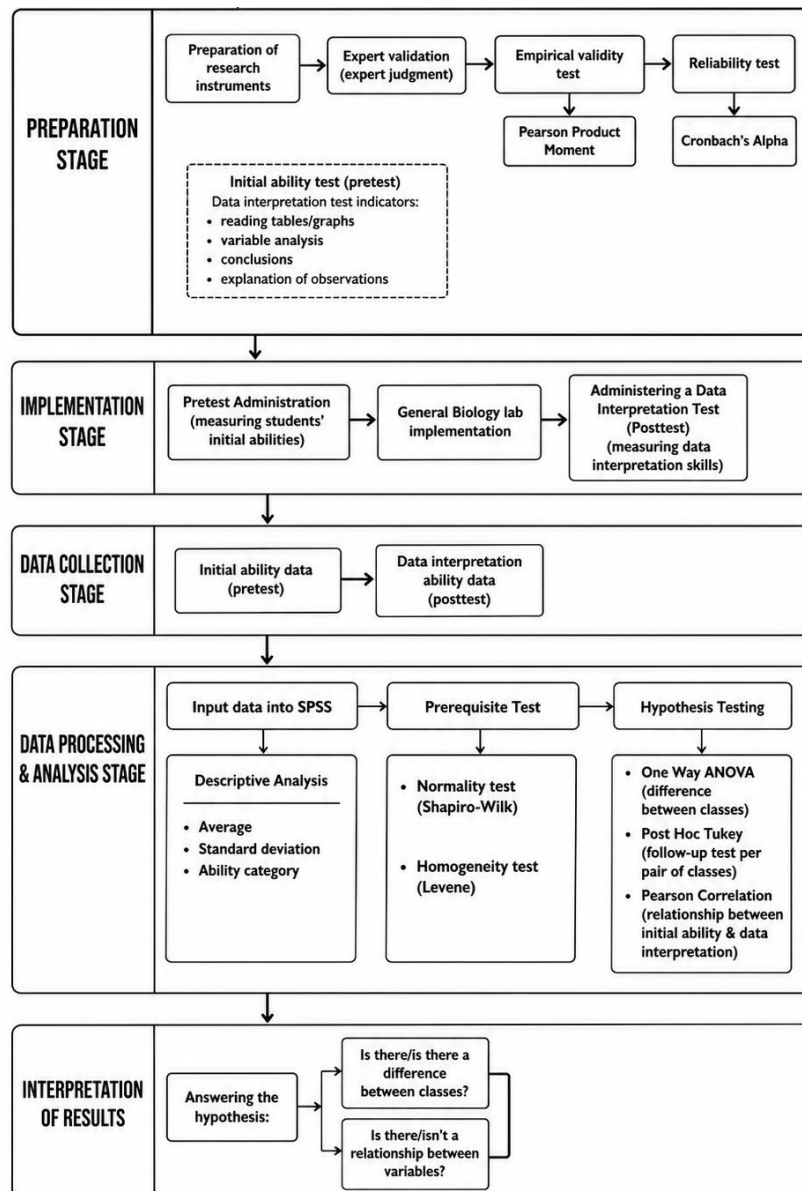 PREPARATION
STAGE
Preparation of
research
instruments
Expert validation
(expert judgment)
Empirical validity
test
Reliability test
Pearson Product
Moment
Cronbach's Alpha
Initial ability test (pretest)
Data interpretation test indicators:
• reading tables/graphs
• variable analysis
• conclusions
• explanation of observations
IMPLEMENTATION
STAGE
Pretest Administration
(measuring students'
initial abilities)
General Biology lab
implementation
Administering a Data
Interpretation Test
(Posttest)
(measuring data
interpretation skills)
DATA COLLECTION
STAGE
Initial ability data
(pretest)
Data interpretation
ability data
(posttest)
DATA PROCESSING
& ANALYSIS STAGE
Input data into SPSS
Prerequisite Test
Hypothesis Testing
Descriptive Analysis
• Average
• Standard deviation
• Ability category
• Normality test
(Shapiro-Wilk)
• Homogeneity test
(Levene)
• One Way ANOVA
(difference
between classes)
• Post Hoc Tukey
(follow-up test per
pair of classes)
• Pearson Correlation
(relationship between
initial ability & data
interpretation)
INTERPRETATION
OF RESULTS
Answering the
hypothesis:
Is there/is there a
difference
between classes?
Is there/isn't a
relationship between
variables?